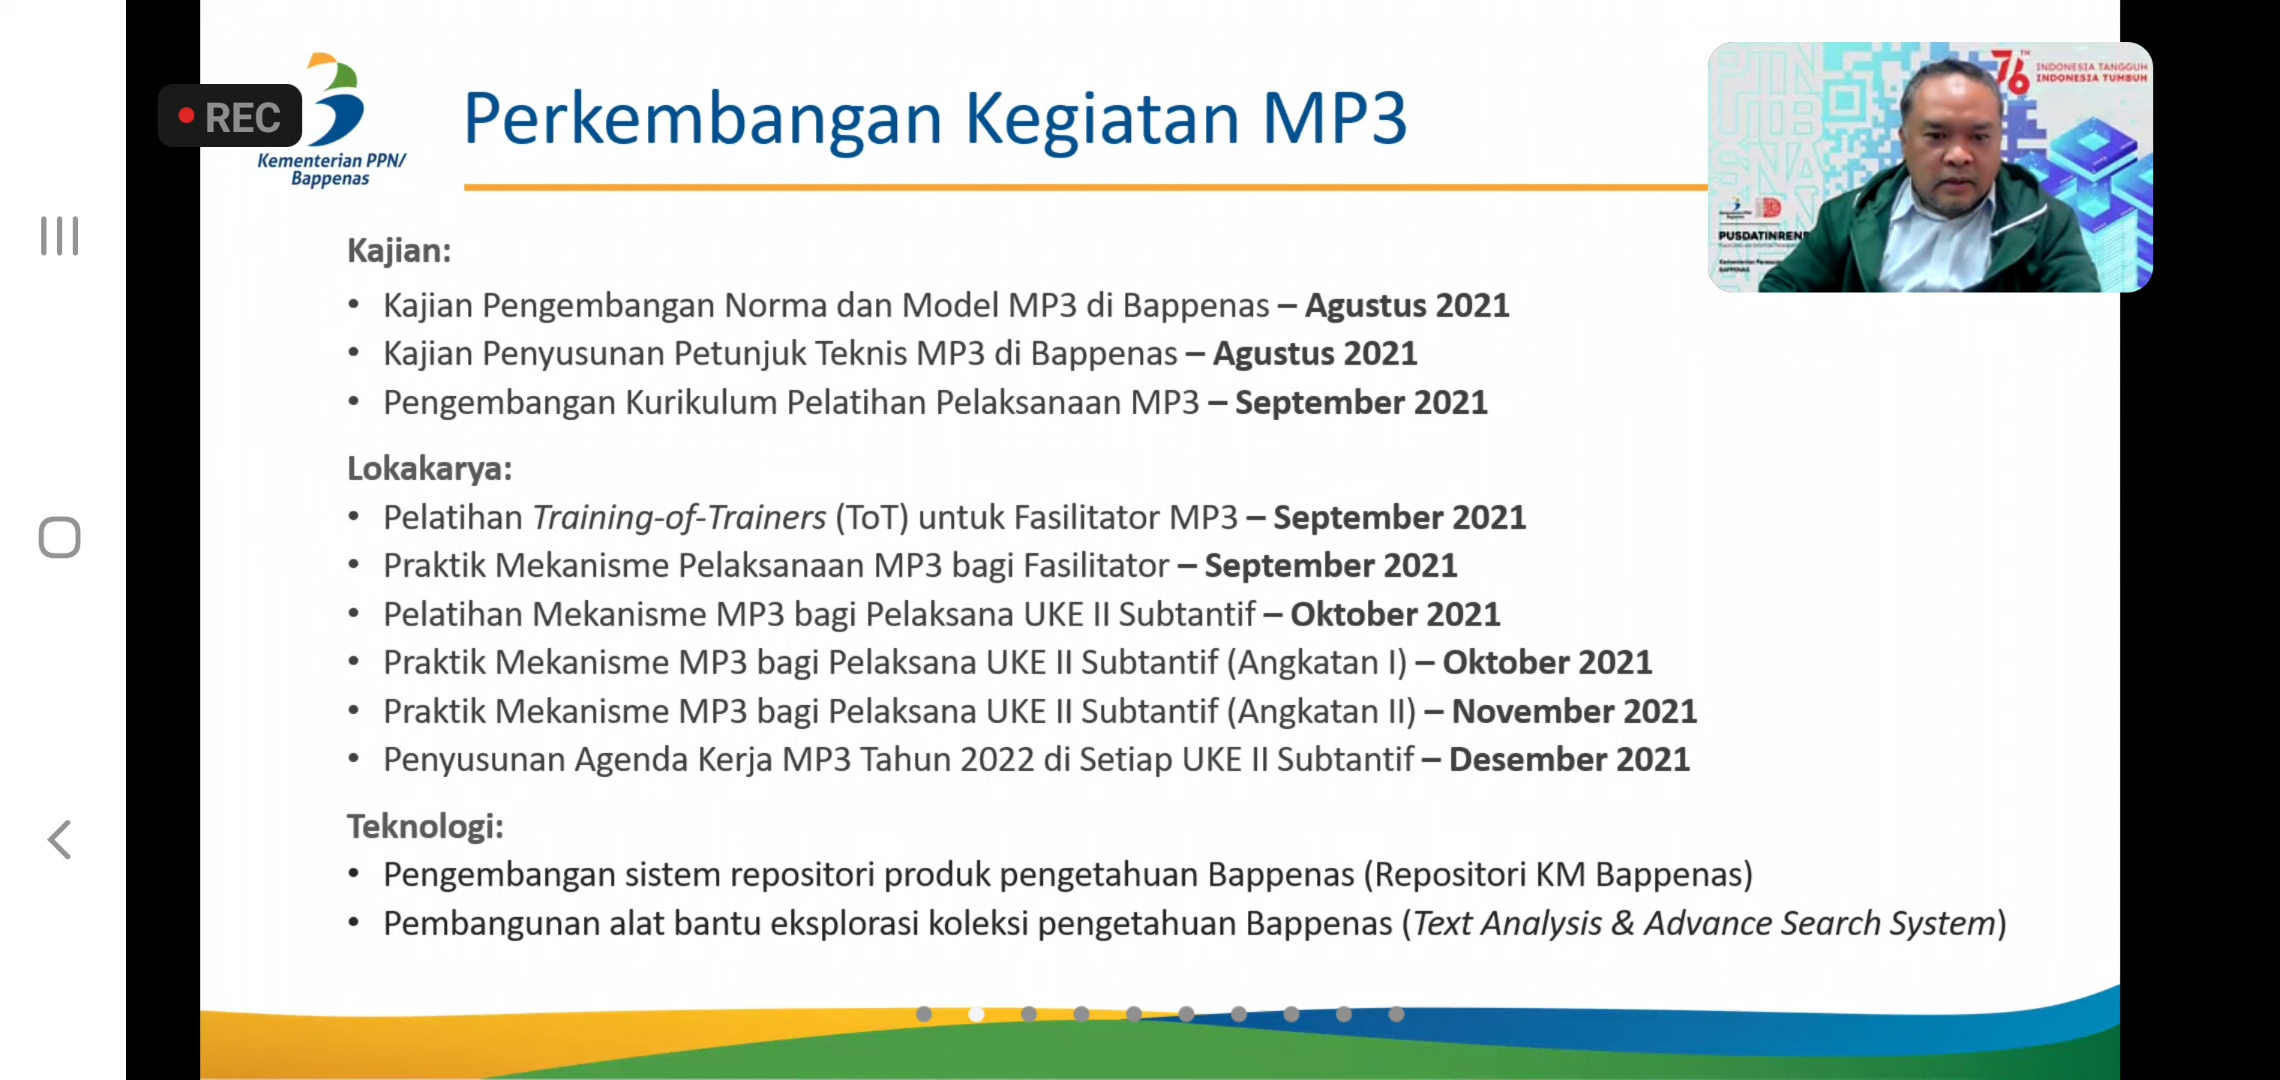 REC
Kementerian PPN/
Bappenas
Perkembangan Kegiatan MP3
76 TH
INDONESIA TANGGUH
INDONESIA TUMBUH
PUSDATINREN
BAPPENAS
Kajian:
• Kajian Pengembangan Norma dan Model MP3 di Bappenas – Agustus 2021
• Kajian Penyusunan Petunjuk Teknis MP3 di Bappenas – Agustus 2021
• Pengembangan Kurikulum Pelatihan Pelaksanaan MP3 – September 2021
Lokakarya:
• Pelatihan Training-of-Trainers (ToT) untuk Fasilitator MP3 – September 2021
• Praktik Mekanisme Pelaksanaan MP3 bagi Fasilitator – September 2021
• Pelatihan Mekanisme MP3 bagi Pelaksana UKE II Subtantif – Oktober 2021
• Praktik Mekanisme MP3 bagi Pelaksana UKE II Subtantif (Angkatan I) – Oktober 2021
• Praktik Mekanisme MP3 bagi Pelaksana UKE II Subtantif (Angkatan II) – November 2021
• Penyusunan Agenda Kerja MP3 Tahun 2022 di Setiap UKE II Subtantif – Desember 2021
Teknologi:
• Pengembangan sistem repositori produk pengetahuan Bappenas (Repositori KM Bappenas)
• Pembangunan alat bantu eksplorasi koleksi pengetahuan Bappenas (Text Analysis & Advance Search System)